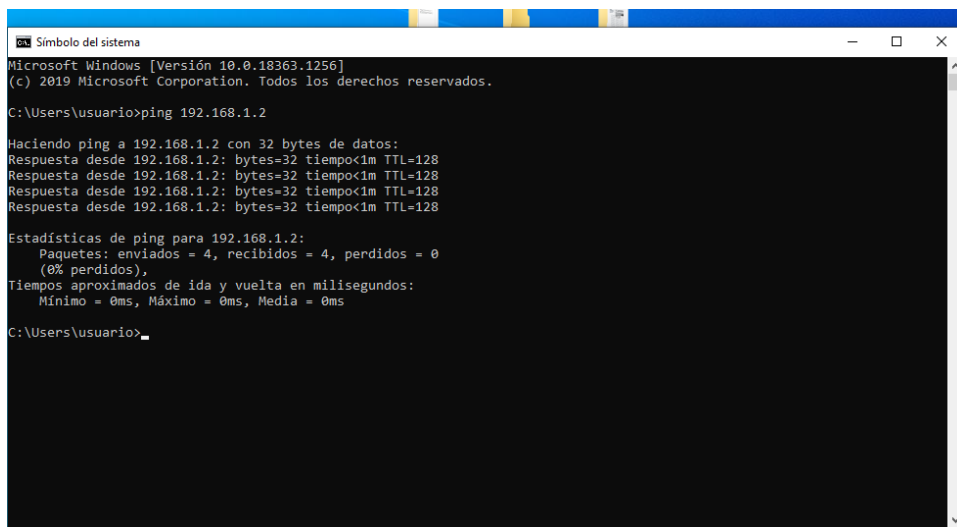 Símbolo del sistema
Microsoft Windows [Versión 10.0.18363.1256]
(c) 2019 Microsoft Corporation. Todos los derechos reservados.
C:\Users\usuario>ping 192.168.1.2
Haciendo ping a 192.168.1.2 con 32 bytes de datos:
Respuesta desde 192.168.1.2: bytes=32 tiempo<1m TTL=128
Respuesta desde 192.168.1.2: bytes=32 tiempo<1m TTL=128
Respuesta desde 192.168.1.2: bytes=32 tiempo<1m TTL=128
Respuesta desde 192.168.1.2: bytes=32 tiempo<1m TTL=128
Estadísticas de ping para 192.168.1.2:
    Paquetes: enviados = 4, recibidos = 4, perdidos = 0
    (0% perdidos),
Tiempos aproximados de ida y vuelta en milisegundos:
    Mínimo = 0ms, Máximo = 0ms, Media = 0ms
C:\Users\usuario>